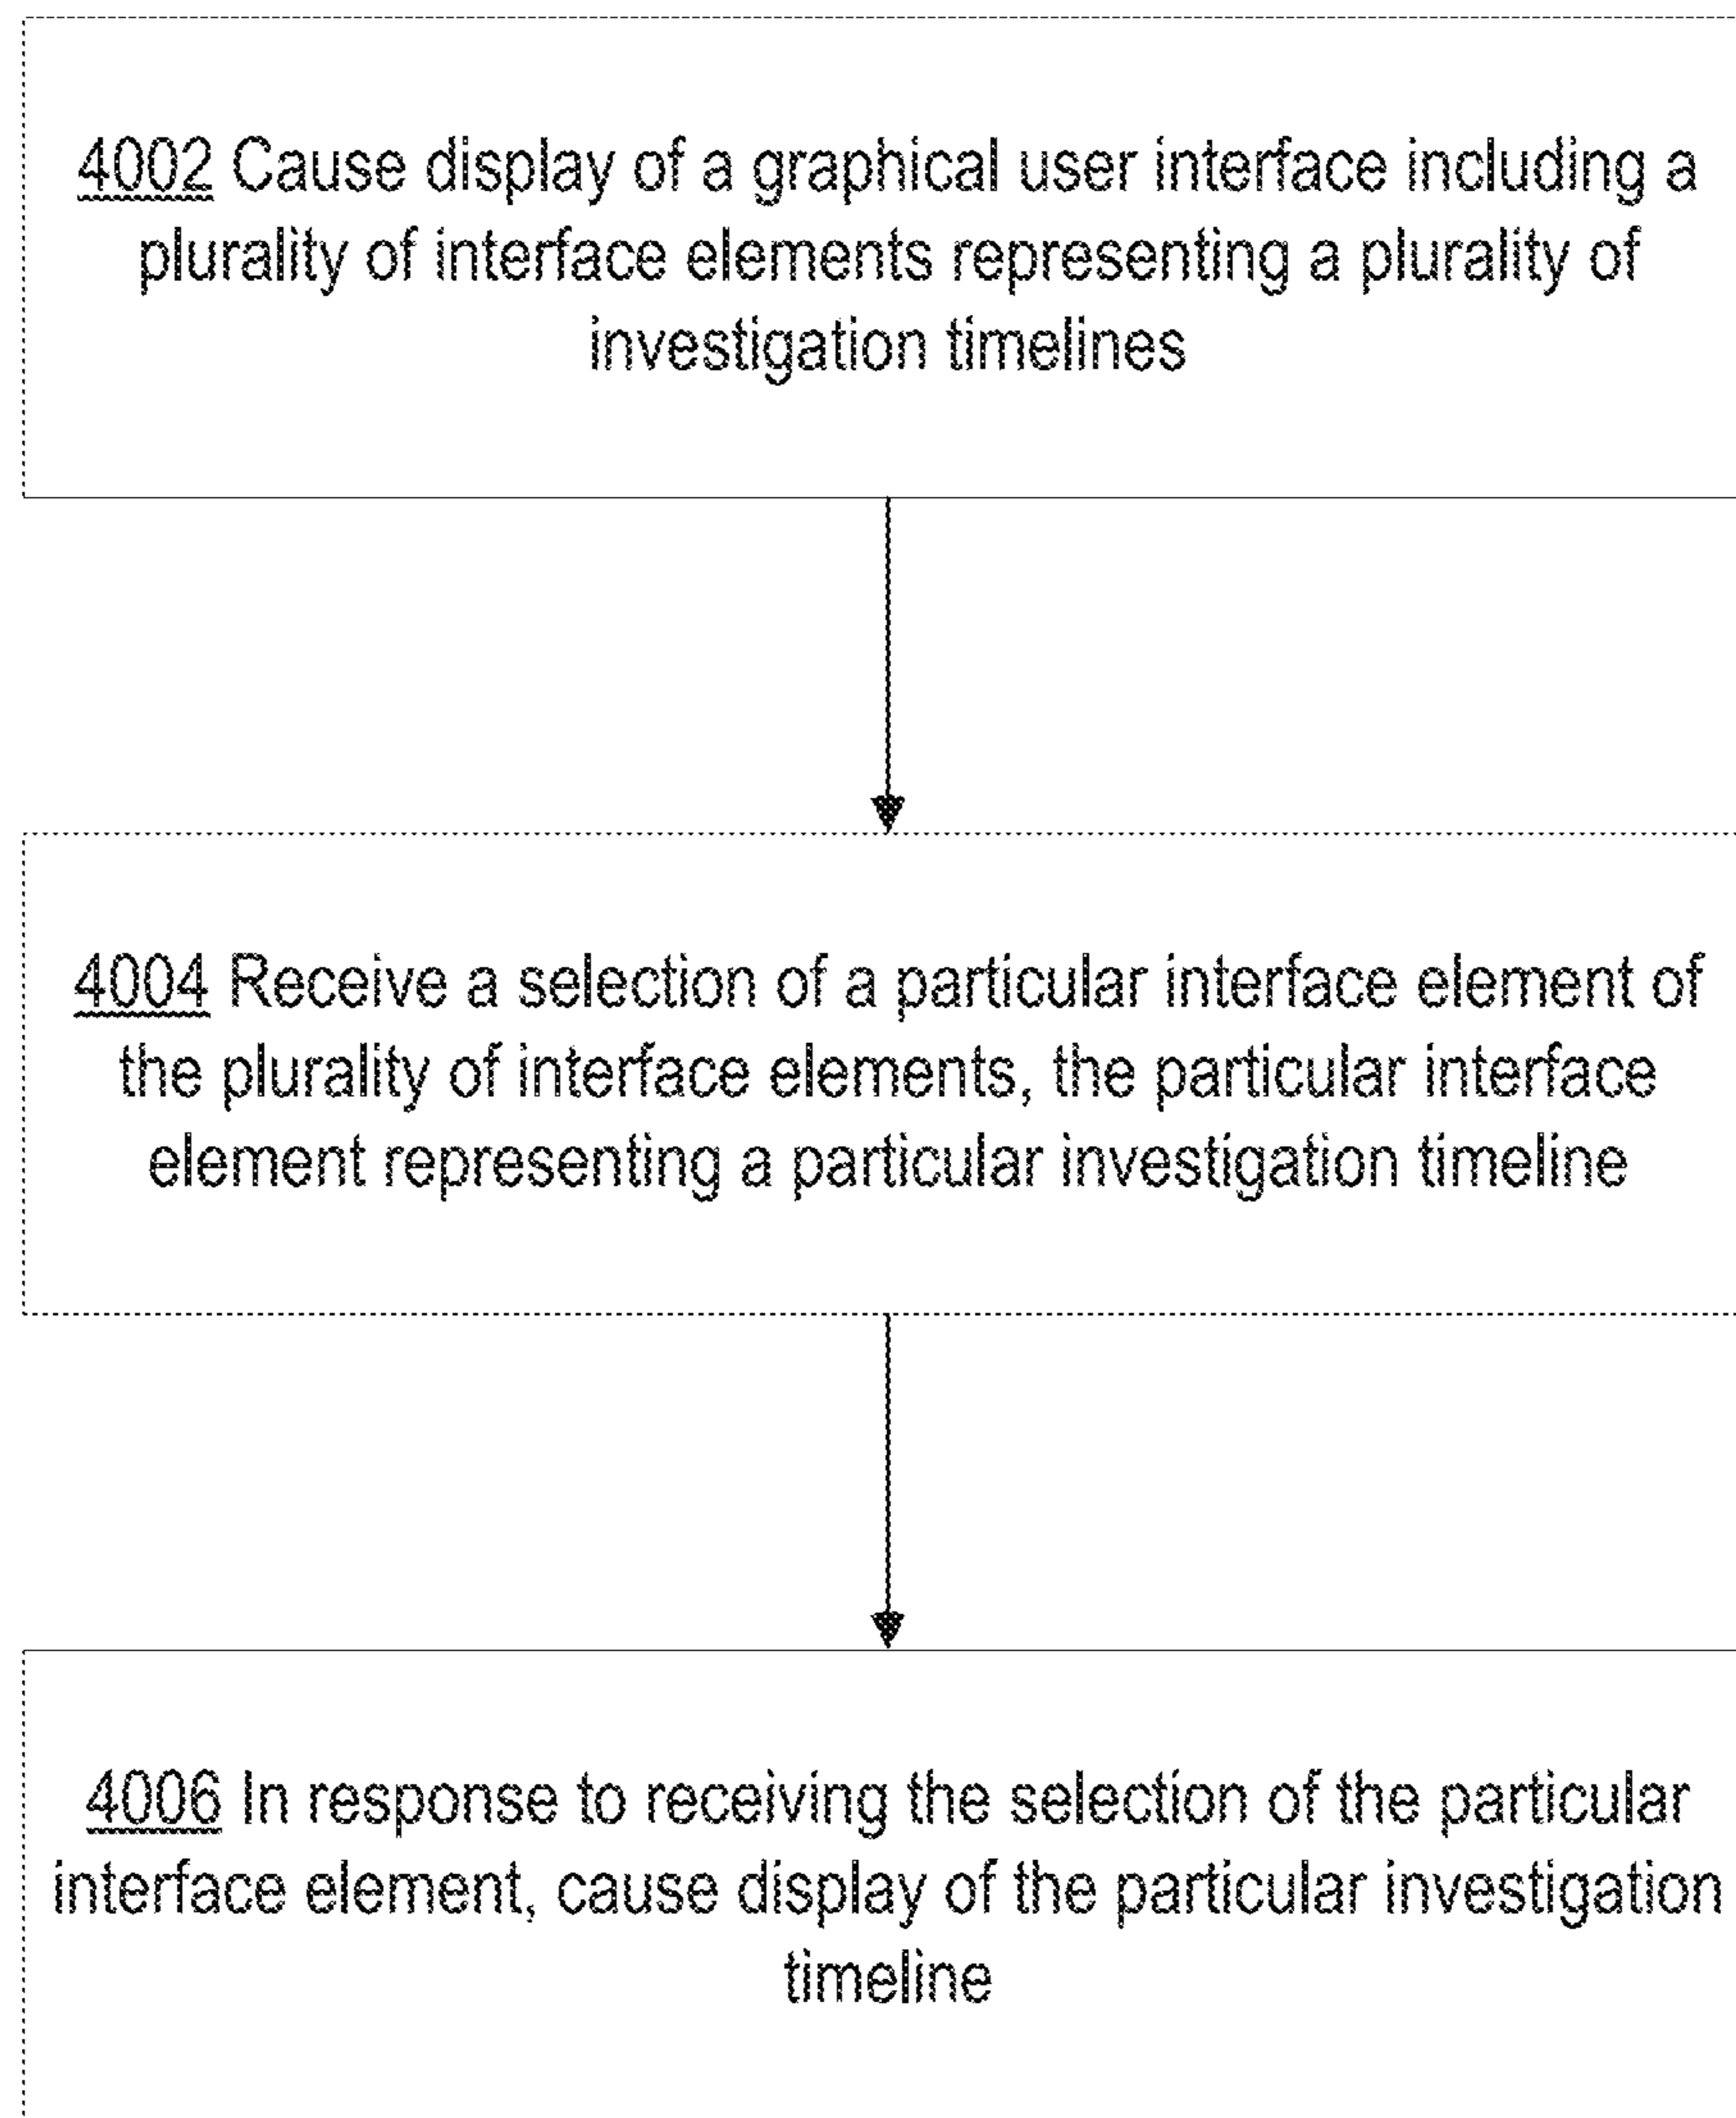 4002 Cause display of a graphical user interface including a
plurality of interface elements representing a plurality of
investigation timelines
4004 Receive a selection of a particular interface element of
the plurality of interface elements, the particular interface
element representing a particular investigation timeline
4006 In response to receiving the selection of the particular
interface element, cause display of the particular investigation
timeline